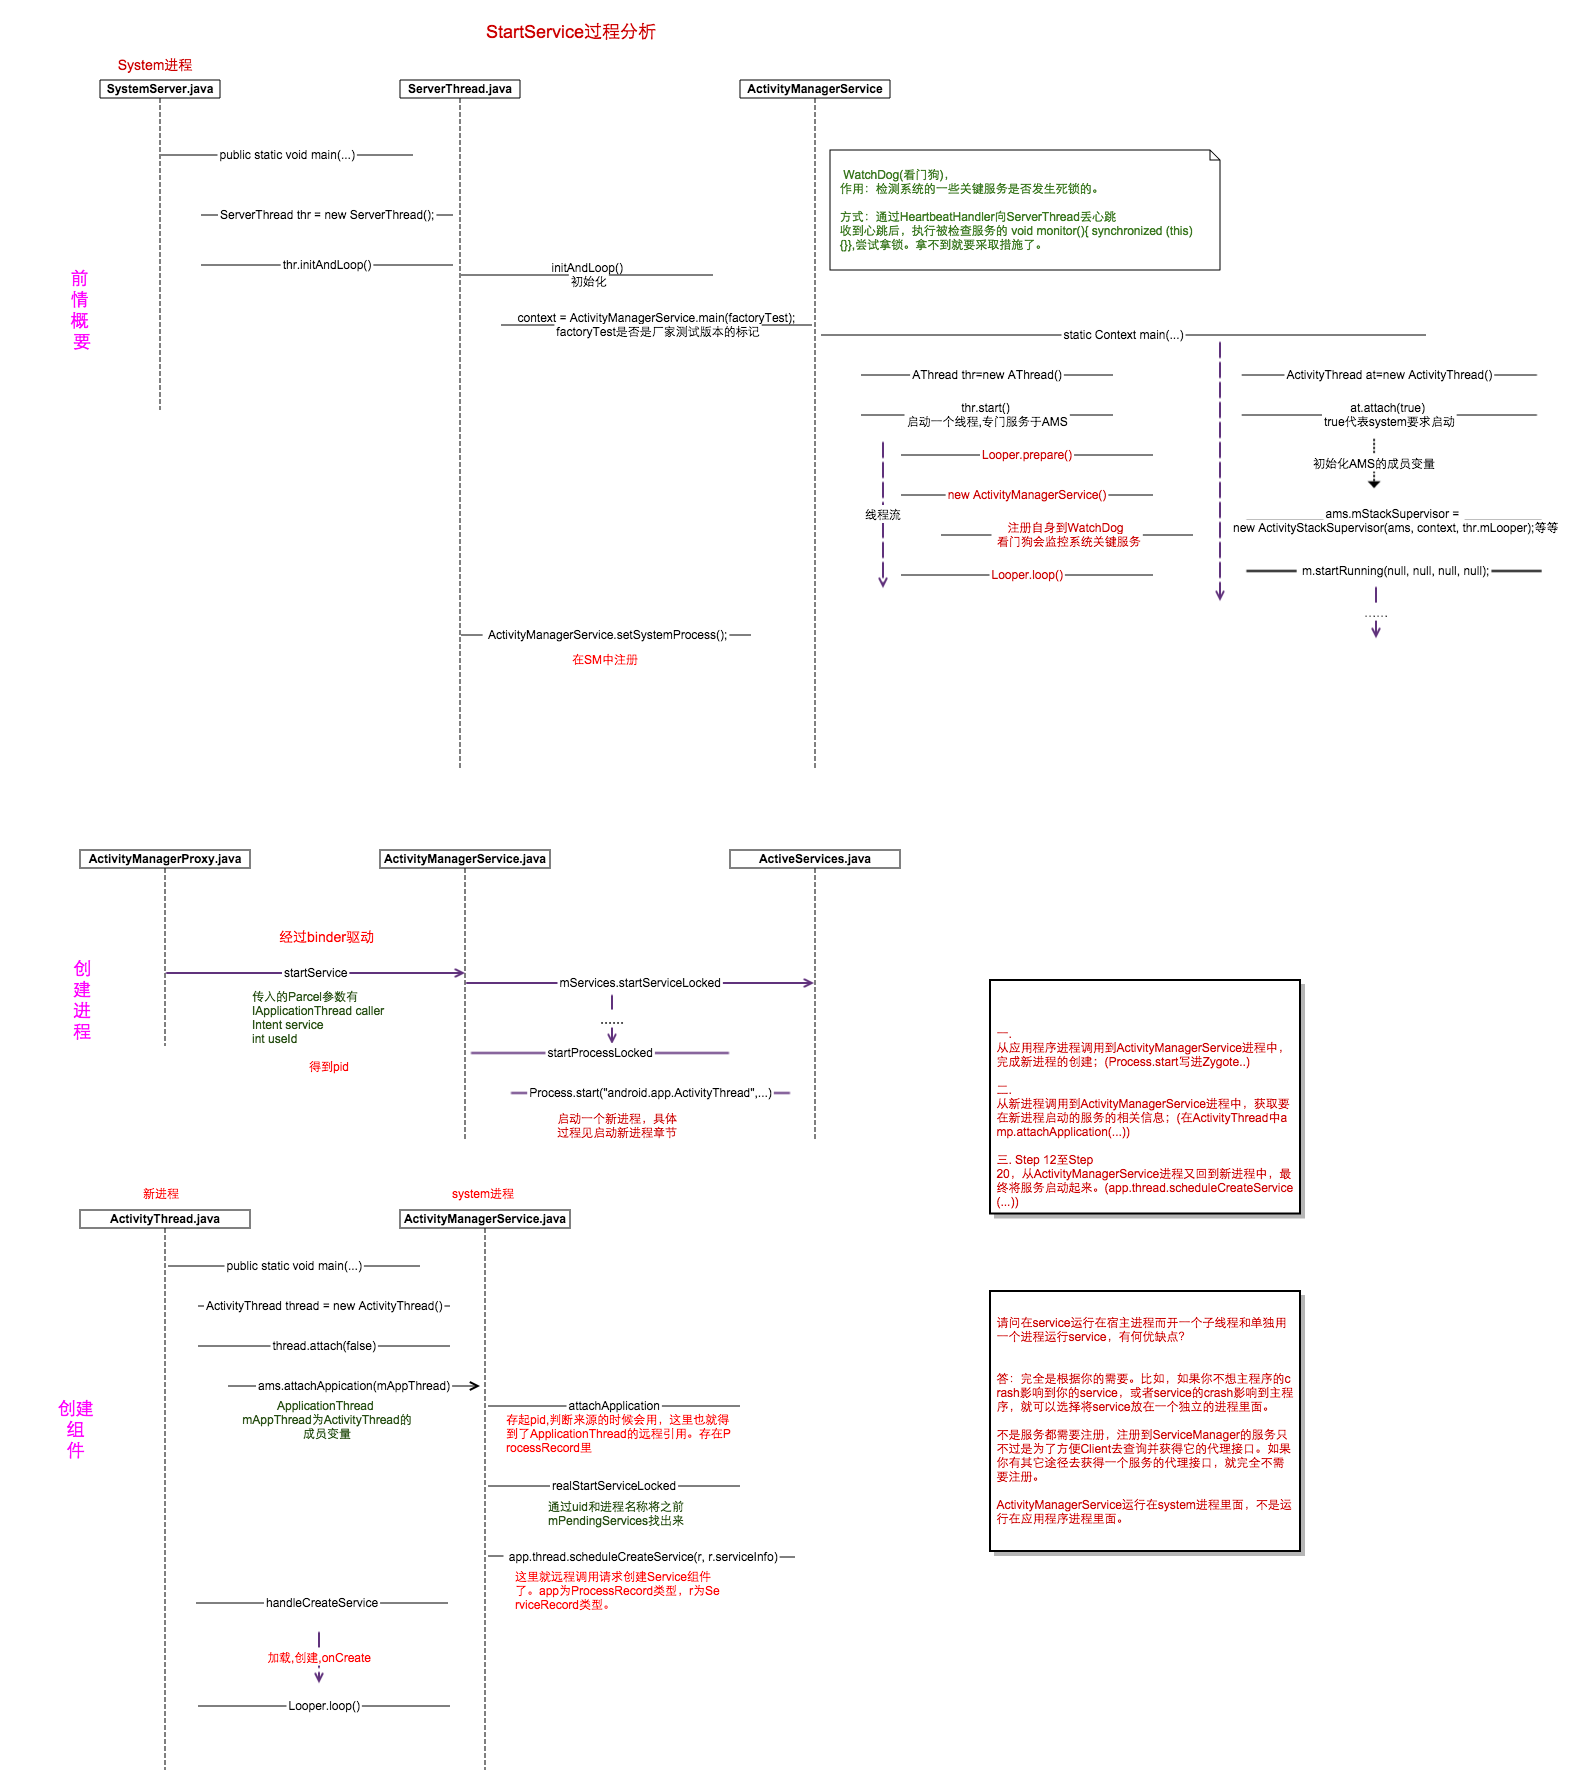 StartService过程分析
System进程
SystemServer.java
ServerThread.java
ActivityManagerService
public static void main(...)
WatchDog(看门狗)，
作用：检测系统的一些关键服务是否发生死锁的。
方式：通过HeartbeatHandler向ServerThread丢心跳
收到心跳后，执行被检查服务的 void monitor(){ synchronized (this)
{}},尝试拿锁。拿不到就要采取措施了。
ServerThread thr = new ServerThread();
thr.initAndLoop()
initAndLoop()
初始化
前
情
概
要
context = ActivityManagerService.main(factoryTest);
factoryTest是否是厂家测试版本的标记
static Context main(...)
AThread thr=new AThread()
ActivityThread at=new ActivityThread()
thr.start()
启动一个线程,专门服务于AMS
at.attach(true)
true代表system要求启动
Looper.prepare()
初始化AMS的成员变量
new ActivityManagerService()
线程流
ams.mStackSupervisor =
new ActivityStackSupervisor(ams, context, thr.mLooper);等等
注册自身到WatchDog
看门狗会监控系统关键服务
Looper.loop()
m.startRunning(null, null, null, null);
......
ActivityManagerService.setSystemProcess();
在SM中注册
ActivityManagerProxy.java
ActivityManagerService.java
ActiveServices.java
经过binder驱动
创
建
进
程
startService
mServices.startServiceLocked
传入的Parcel参数有
IApplicationThread caller
Intent service
int useId
......
startProcessLocked
得到pid
Process.start("android.app.ActivityThread",...)
启动一个新进程，具体
过程见启动新进程章节
一.
从应用程序进程调用到ActivityManagerService进程中，
完成新进程的创建；(Process.start写进Zygote..)
二.
从新进程调用到ActivityManagerService进程中，获取要
在新进程启动的服务的相关信息；(在ActivityThread中a
mp.attachApplication(...))
三. Step 12至Step
20，从ActivityManagerService进程又回到新进程中，最
终将服务启动起来。(app.thread.scheduleCreateService
(...))
新进程
system进程
ActivityThread.java
ActivityManagerService.java
public static void main(...)
ActivityThread thread = new ActivityThread()
thread.attach(false)
ams.attachAppication(mAppThread)
ApplicationThread
mAppThread为ActivityThread的
成员变量
创建
组
件
attachApplication
存起pid,判断来源的时候会用，这里也就得
到了ApplicationThread的远程引用。存在P
rocessRecord里
realStartServiceLocked
通过uid和进程名称将之前
mPendingServices找出来
app.thread.scheduleCreateService(r, r.serviceInfo)
这里就远程调用请求创建Service组件
了。app为ProcessRecord类型，r为Se
rviceRecord类型。
handleCreateService
加载,创建,onCreate
Looper.loop()
请问在service运行在宿主进程而开一个子线程和单独用
一个进程运行service，有何优缺点？
答：完全是根据你的需要。比如，如果你不想主程序的c
rash影响到你的service，或者service的crash影响到主程
序，就可以选择将service放在一个独立的进程里面。
不是服务都需要注册，注册到ServiceManager的服务只
不过是为了方便Client去查询并获得它的代理接口。如果
你有其它途径去获得一个服务的代理接口，就完全不需
要注册。
ActivityManagerService运行在system进程里面，不是运
行在应用程序进程里面。